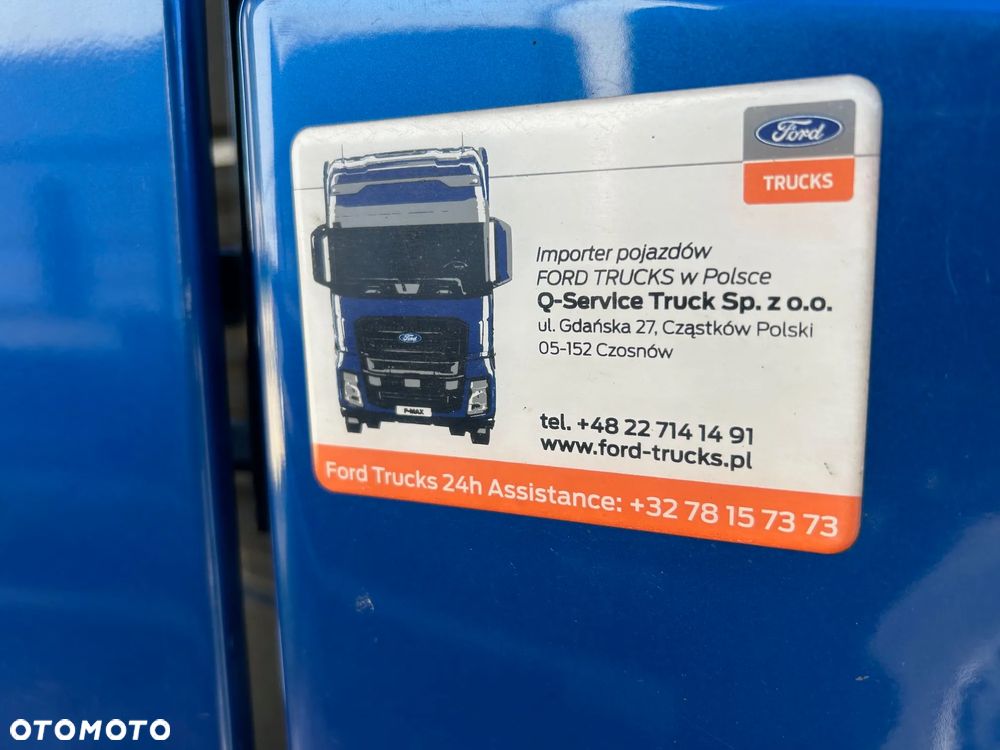 Ford
TRUCKS
Importer pojazdów
FORD TRUCKS w Polsce
Q-Service Truck Sp. z o.o.
ul. Gdańska 27, Cząstków Polski
05-152 Czosnów
Ford
F-MAX
tel. +48 22 714 14 91
www.ford-trucks.pl
Ford Trucks 24h Assistance: +32 78 15 73 73
OTOMOTO